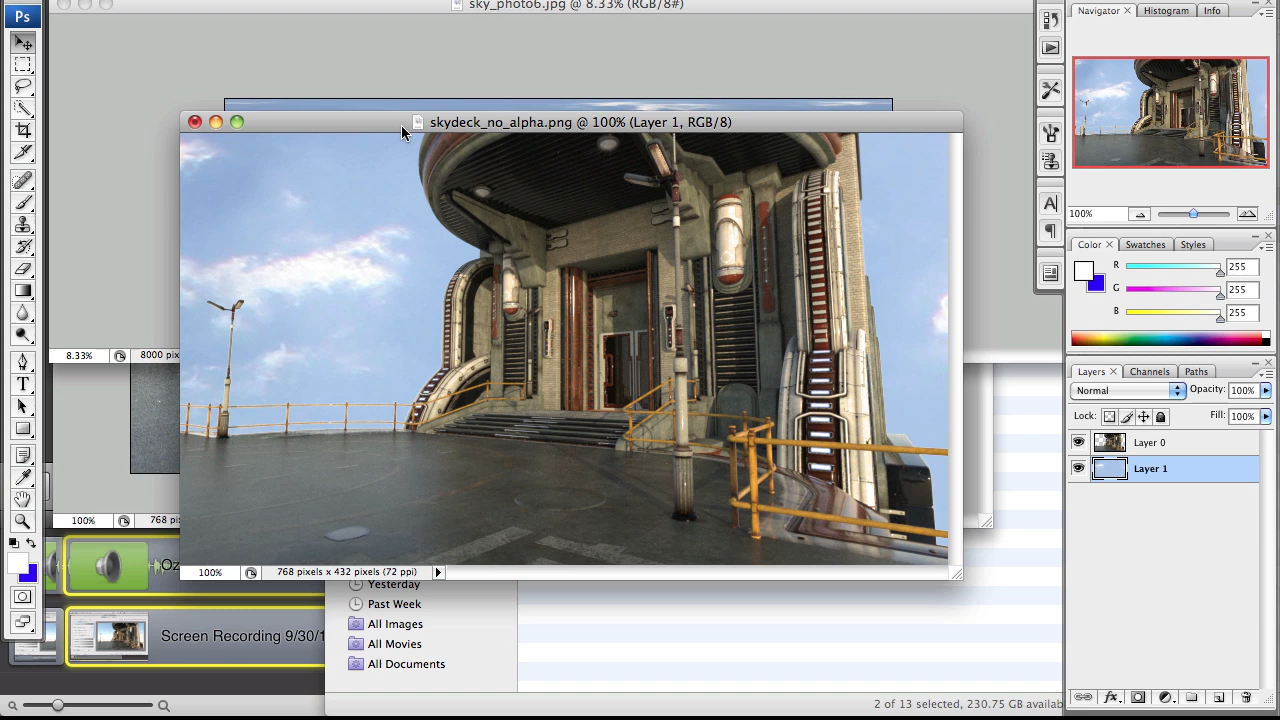 Ps
sky_photo6.jpg @ 8.33% (RGB/8#)
skydeck_no_alpha.png @ 100% (Layer 1, RGB/8)
8.33%
8000 pix
100%
768 pi
100%
768 pixels x 432 pixels (72 ppi)
T
Oz
Screen Recording 9/30/1
Yesterday
Past Week
All Images
All Movies
All Documents
2 of 13 selected, 230.75 GB availab
A
Navigator
Histogram
Info
100%
Color
Swatches
Styles
R
255
G
255
B
255
Layers
Channels
Paths
Normal
Opacity:
100%
Lock:
Fill:
100%
Layer 0
Layer 1
fx